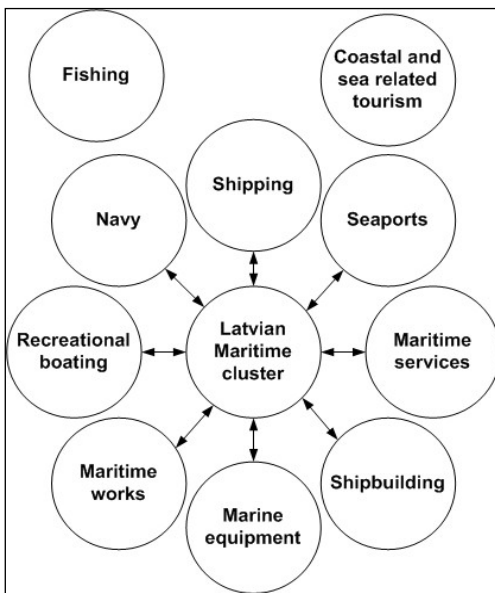 Fishing
Coastal and
sea related
tourism
Shipping
Navy
Seaports
Recreational
boating
Latvian
Maritime
cluster
Maritime
services
Maritime
works
Marine
equipment
Shipbuilding